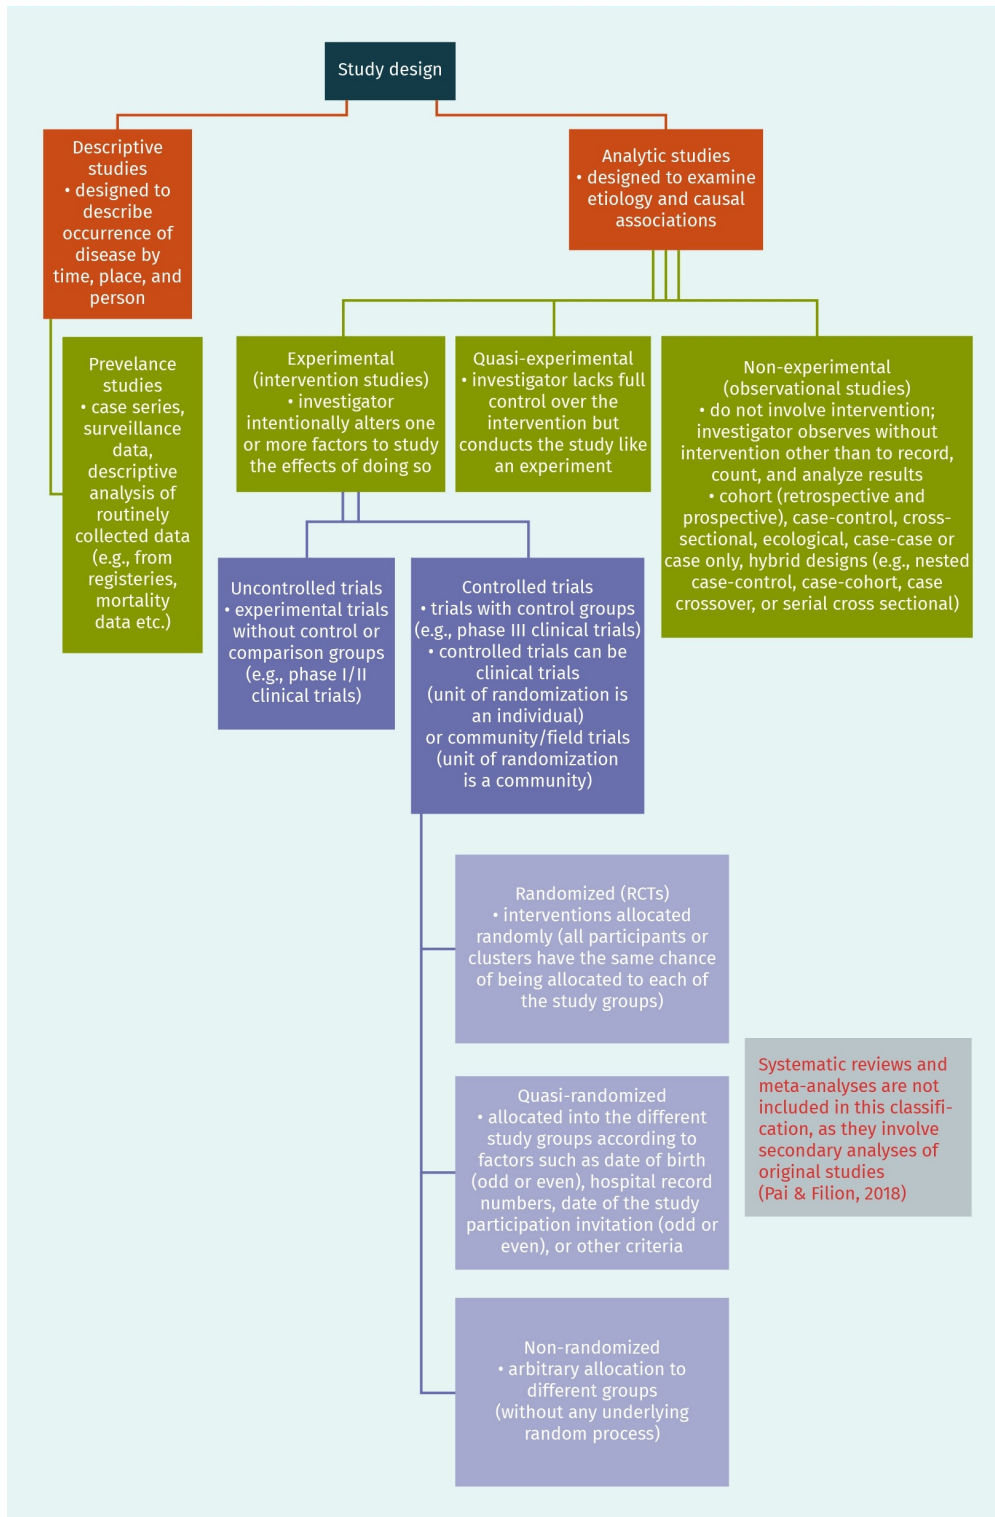 Study design
Descriptive
studies
• designed to
describe
occurrence of
disease by
time, place, and
person
Analytic studies
• designed to examine
etiology and causal
associations
Prevelance
studies
• case series,
surveillance
data,
descriptive
analysis of
routinely
collected data
(e.g., from
registeries,
mortality
data etc.)
Experimental
(intervention studies)
• investigator
intentionally alters one
or more factors to study
the effects of doing so
Quasi-experimental
• investigator lacks full
control over the
intervention but
conducts the study like
an experiment
Non-experimental
(observational studies)
• do not involve intervention;
investigator observes without
intervention other than to record,
count, and analyze results
• cohort (retrospective and
prospective), case-control, cross-
sectional, ecological, case-case or
case only, hybrid designs (e.g., nested
case-control, case-cohort, case
crossover, or serial cross sectional)
Uncontrolled trials
• experimental trials
without control or
comparison groups
(e.g., phase I/II
clinical trials)
Controlled trials
• trials with control groups
(e.g., phase III clinical trials)
• controlled trials can be
clinical trials
(unit of randomization is
an individual)
or community/field trials
(unit of randomization
is a community)
Randomized (RCTs)
• interventions allocated
randomly (all participants or
clusters have the same chance
of being allocated to each of
the study groups)
Quasi-randomized
• allocated into the different
study groups according to
factors such as date of birth
(odd or even), hospital record
numbers, date of the study
participation invitation (odd or
even), or other criteria
Systematic reviews and
meta-analyses are not
included in this classifi-
cation, as they involve
secondary analyses of
original studies
(Pai & Filion, 2018)
Non-randomized
• arbitrary allocation to
different groups
(without any underlying
random process)